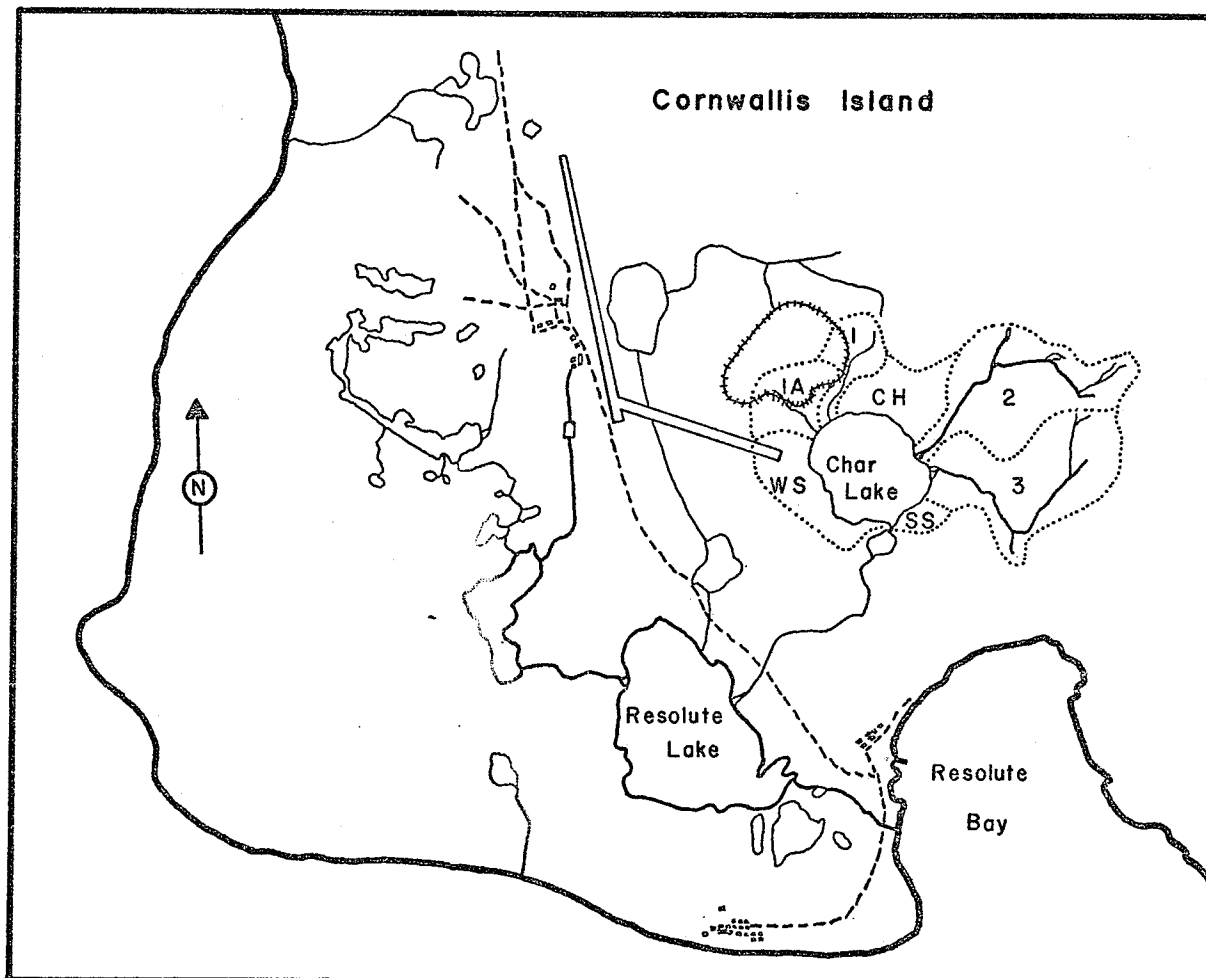 Cornwallis Island
I
IA
CH
2
WS
Char
Lake
3
SS
N
Resolute
Lake
Resolute
Bay